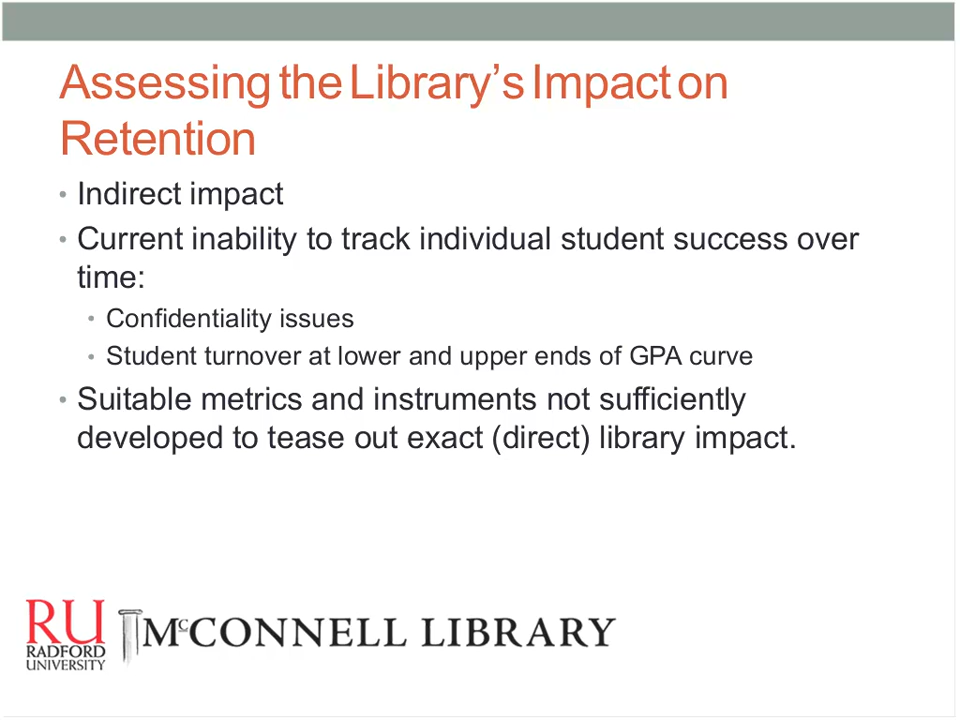 Assessing the Library’s Impact on
Retention
• Indirect impact
• Current inability to track individual student success over
time:
• Confidentiality issues
• Student turnover at lower and upper ends of GPA curve
• Suitable metrics and instruments not sufficiently
developed to tease out exact (direct) library impact.
RU
RADFORD
UNIVERSITY
McCONNELL LIBRARY